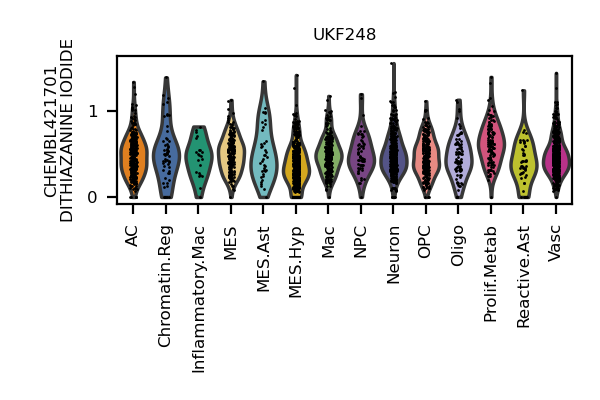 UKF248
CHEMBL421701
DITHIAZANINE IODIDE
1
0
AC
Chromatin.Reg
Inflammatory.Mac
MES
MES.Ast
MES.Hyp
Mac
NPC
Neuron
OPC
Oligo
Prolif.Metab
Reactive.Ast
Vasc